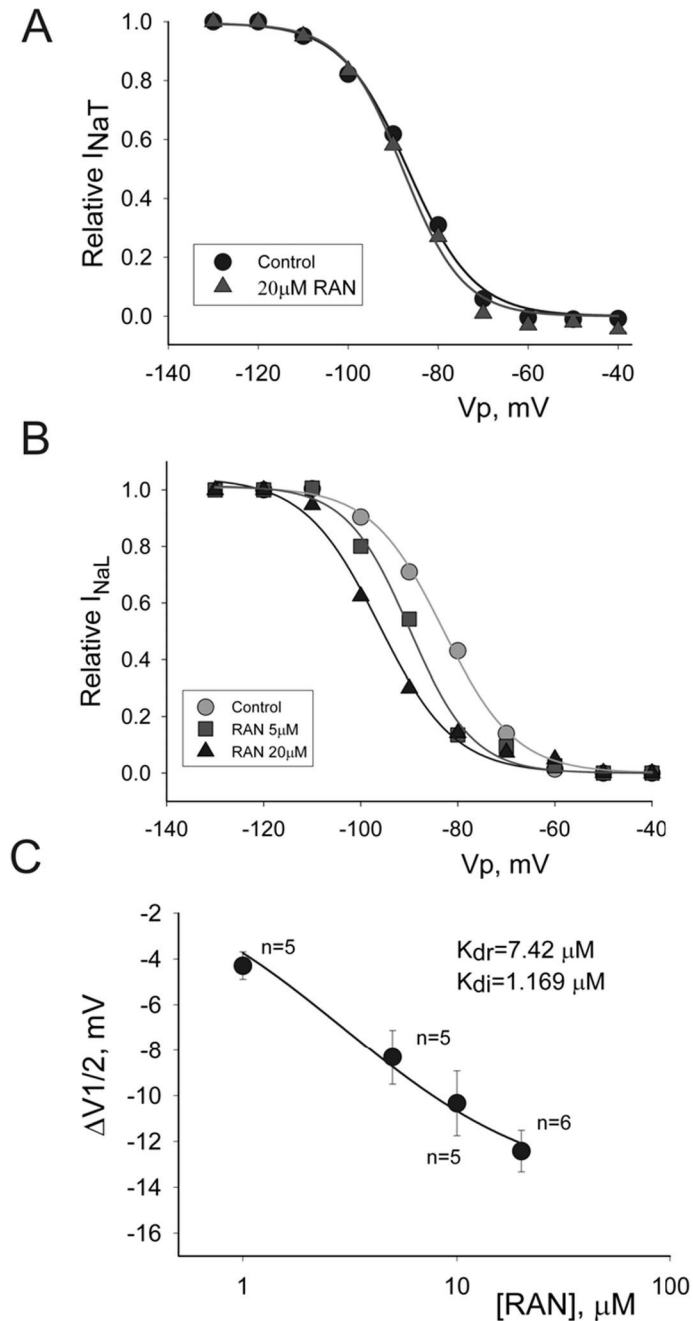 A
Relative INaT
1.0
0.8
0.6
0.4
0.2
0.0
Control
20μM RAN
-140 -120 -100 -80 -60 -40
Vp, mV
B
Relative INaL
1.0
0.8
0.6
0.4
0.2
0.0
Control
RAN 5μM
RAN 20μM
-140 -120 -100 -80 -60 -40
Vp, mV
C
ΔV1/2, mV
-2
-4
-6
-8
-10
-12
-14
-16
n=5
n=5
n=5
n=6
Kdr=7.42 μM
Kdi=1.169 μM
1 10 100
[RAN], μM